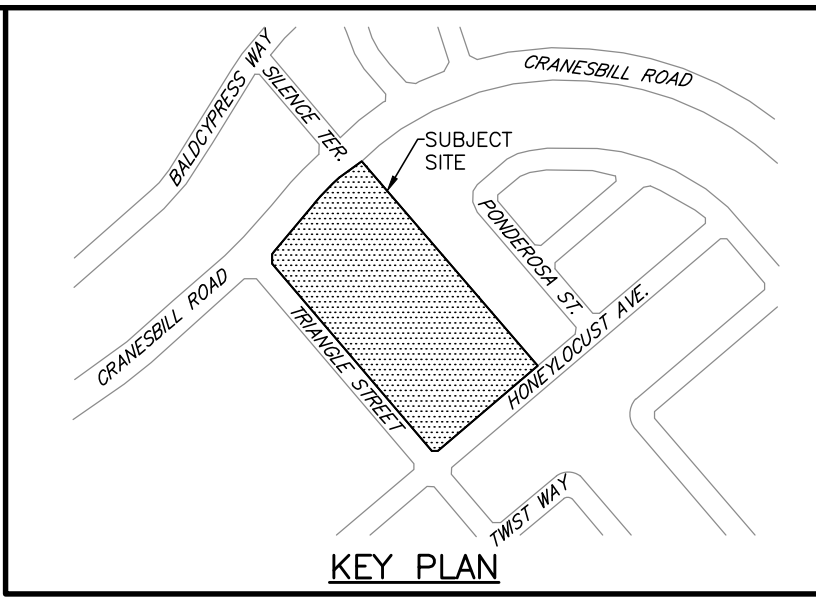 BALDCYPRESS WAY
SILENCE TER.
CRANESBILL ROAD
SUBJECT
SITE
PONDEROSA ST.
CRANESBILL ROAD
TRIANGLE STREET
HONEYLOCUST AVE.
TWIST WAY
KEY PLAN